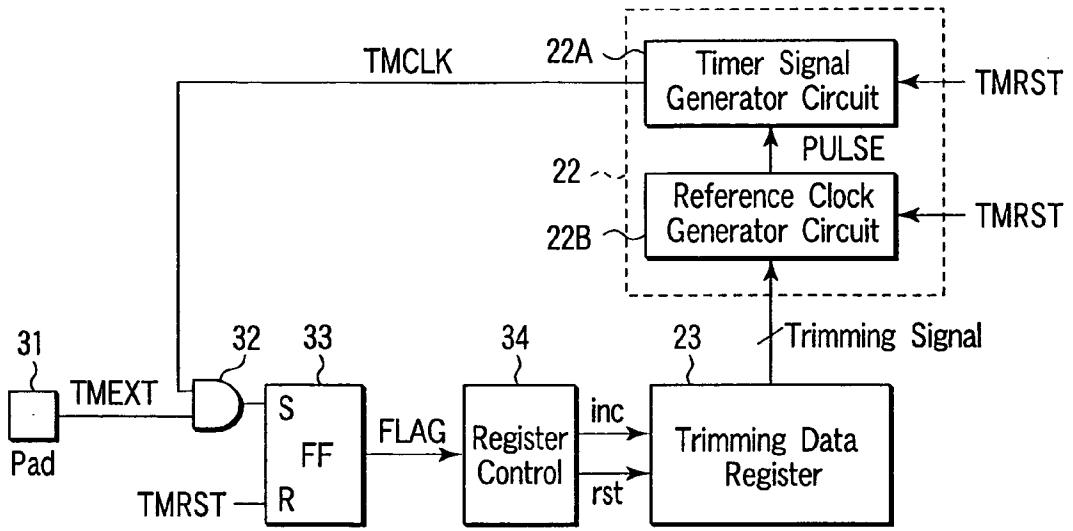 22A
TMCLK
Timer Signal
Generator Circuit
TMRST
PULSE
22
Reference Clock
Generator Circuit
TMRST
22B
31
32
33
34
23
Trimming Signal
TMEXT
Pad
S
FF
R
TMRST
FLAG
Register
Control
inc
rst
Trimming Data
Register